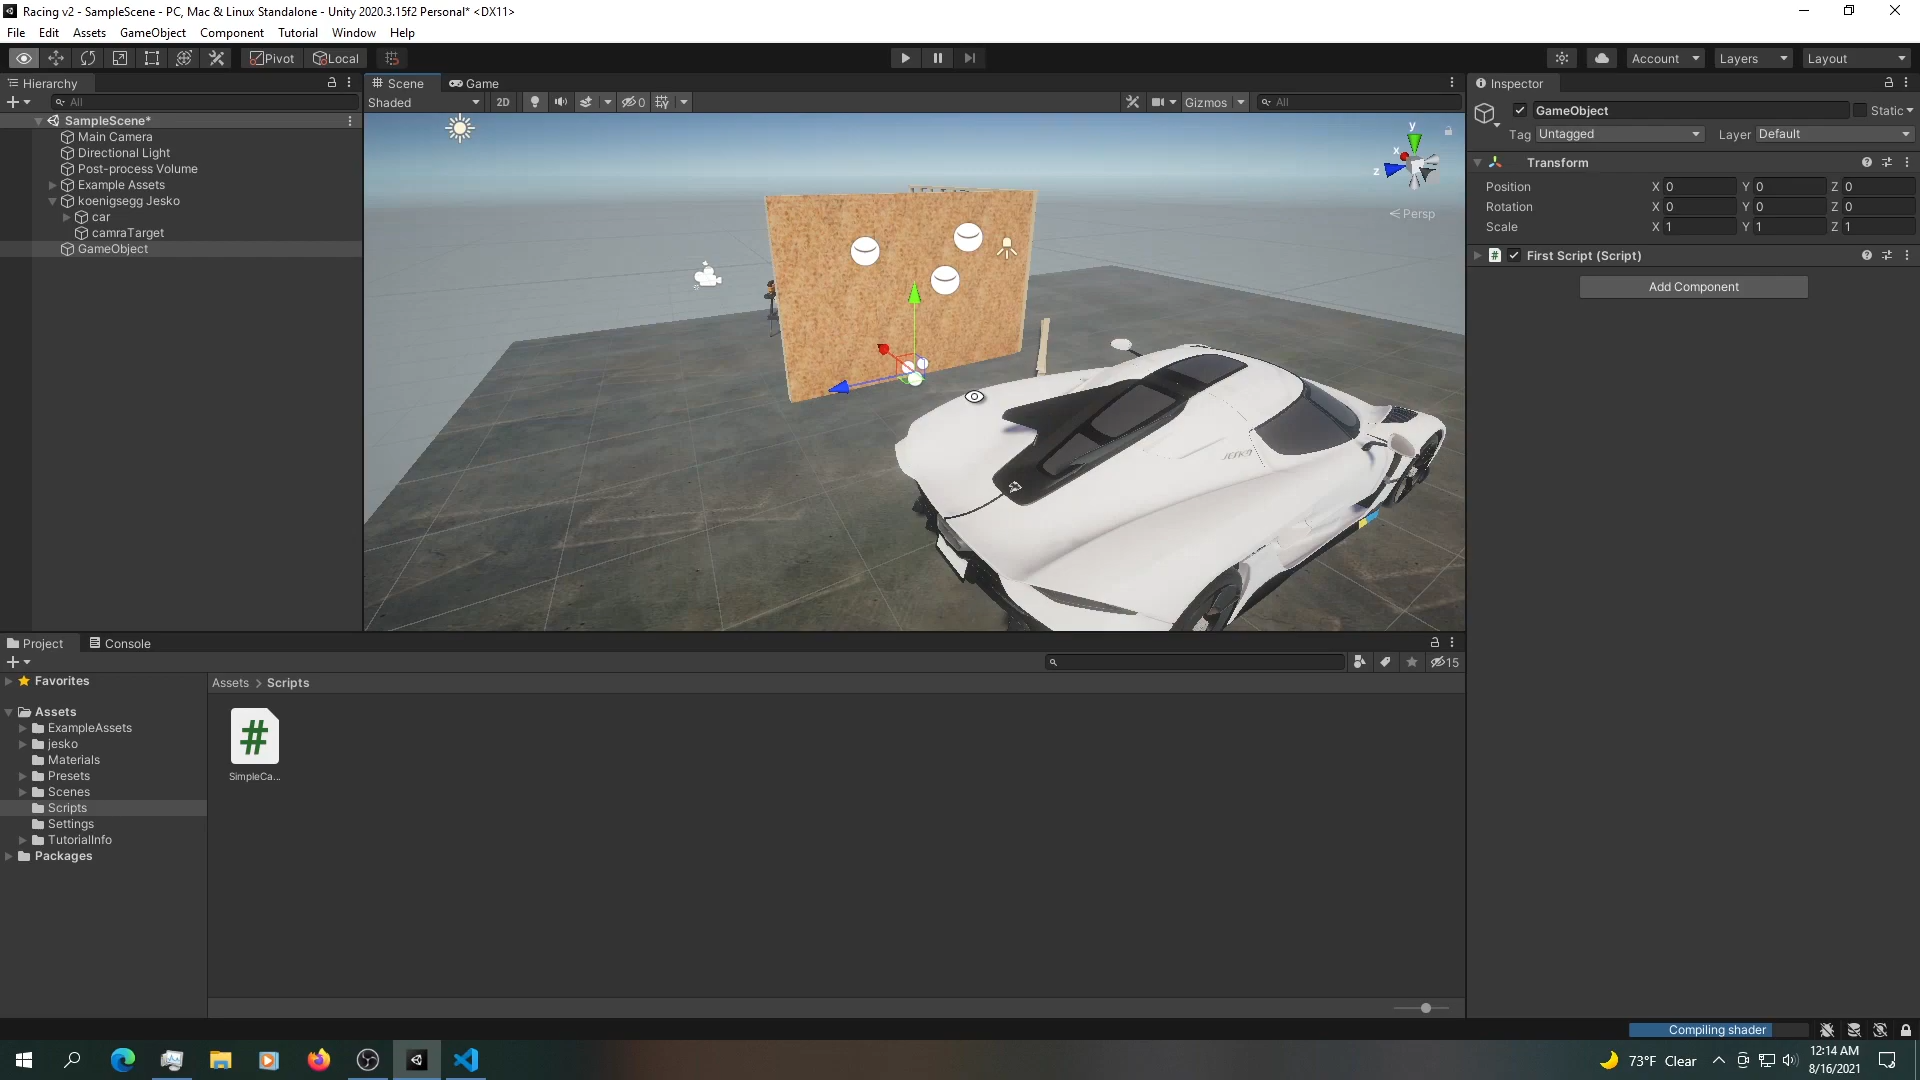 Racing v2 - SampleScene - PC, Mac & Linux Standalone - Unity 2020.3.15f2 Personal* <DX11>
File Edit Assets GameObject Component Tutorial Window Help
Pivot Local Account Layers Layout
Hierarchy
All
SampleScene*
Main Camera
Directional Light
Post-process Volume
Example Assets
koenigsegg Jesko
car
camraTarget
GameObject
Scene Game
Shaded 2D 0 Gizmos All
y
x
z
Persp
JESKO
Inspector
GameObject Static
Tag Untagged Layer Default
Transform
Position X 0 Y 0 Z 0
Rotation X 0 Y 0 Z 0
Scale X 1 Y 1 Z 1
# First Script (Script)
Add Component
Project Console
15
Favorites
Assets
ExampleAssets
jesko
Materials
Presets
Scenes
Scripts
Settings
TutorialInfo
Packages
Assets > Scripts
#
SimpleCa...
Compiling shader
73°F Clear
12:14 AM
8/16/2021